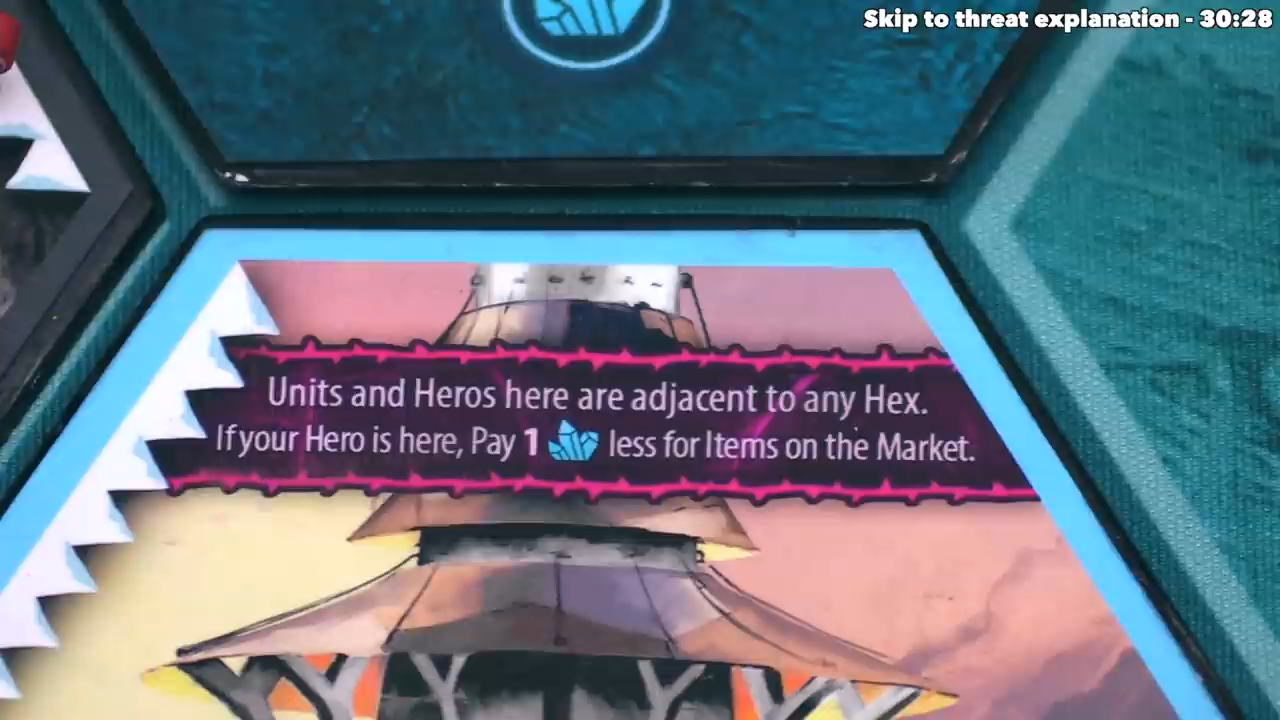 Skip to threat explanation - 30:28
Units and Heros here are adjacent to any Hex.
If your Hero is here, Pay 1 less for Items on the Market.